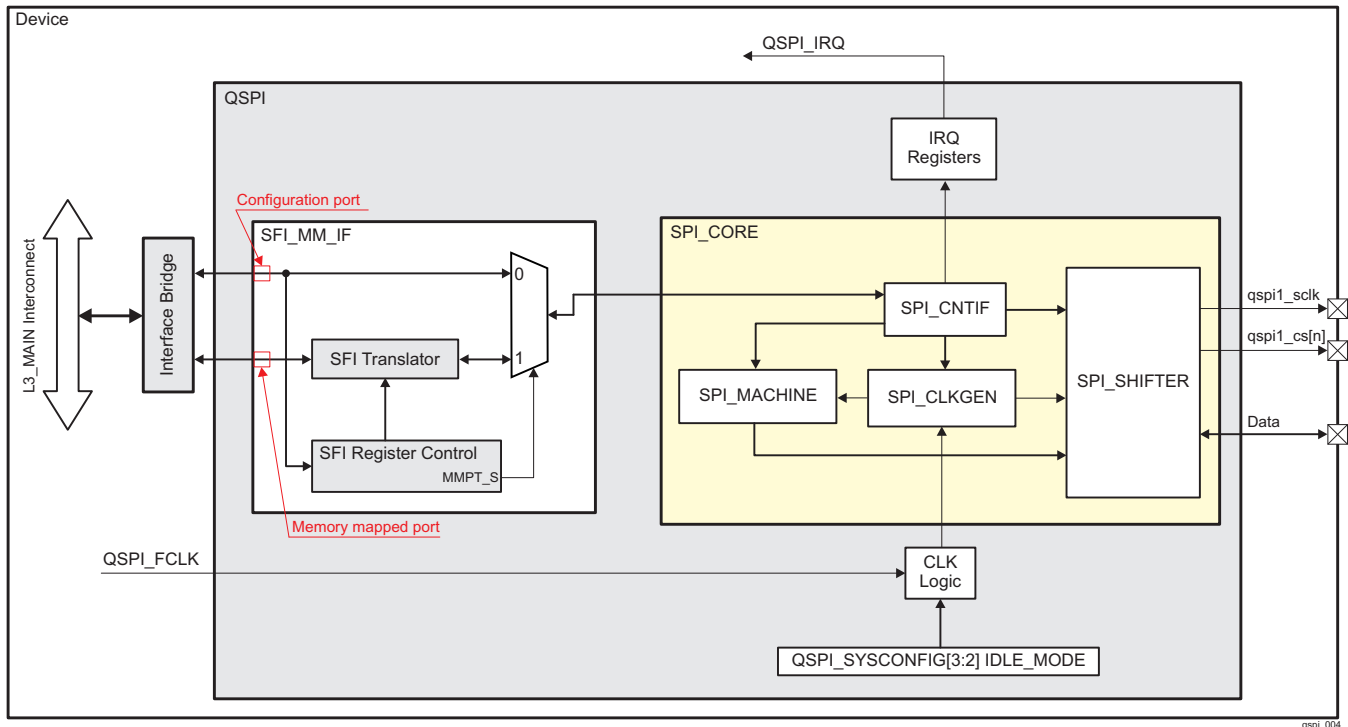 Device
QSPI_IRQ
QSPI
IRQ
Registers
Configuration port
SFI_MM_IF
SPI_CORE
L3_MAIN Interconnect
Interface Bridge
0
SPI_CNTIF
qspi1_sclk
qspi1_cs[n]
SFI Translator
1
SPI_MACHINE
SPI_CLKGEN
SPI_SHIFTER
Data
SFI Register Control
MMPT_S
Memory mapped port
QSPI_FCLK
CLK
Logic
QSPI_SYSCONFIG[3:2] IDLE_MODE
qspi_004